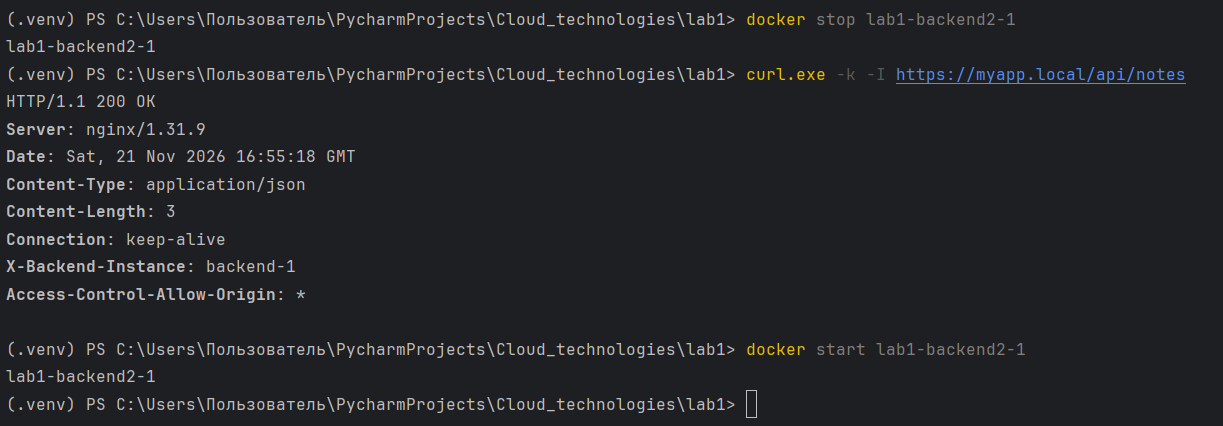 (.venv) PS C:\Users\Пользователь\PycharmProjects\Cloud_technologies\lab1> docker stop lab1-backend2-1
lab1-backend2-1
(.venv) PS C:\Users\Пользователь\PycharmProjects\Cloud_technologies\lab1> curl.exe -k -I https://myapp.local/api/notes
HTTP/1.1 200 OK
Server: nginx/1.31.9
Date: Sat, 21 Nov 2026 16:55:18 GMT
Content-Type: application/json
Content-Length: 3
Connection: keep-alive
X-Backend-Instance: backend-1
Access-Control-Allow-Origin: *
(.venv) PS C:\Users\Пользователь\PycharmProjects\Cloud_technologies\lab1> docker start lab1-backend2-1
lab1-backend2-1
(.venv) PS C:\Users\Пользователь\PycharmProjects\Cloud_technologies\lab1>